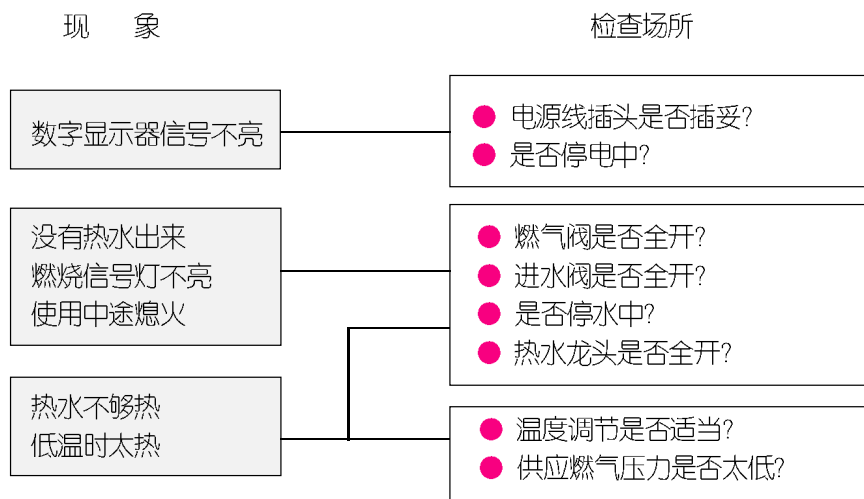 现 象
检查场所
数字显示器信号不亮
● 电源线插头是否插妥?
● 是否停电中?
没有热水出来
燃烧信号灯不亮
使用中途熄火
● 燃气阀是否全开?
● 进水阀是否全开?
● 是否停水中?
● 热水龙头是否全开?
热水不够热
低温时太热
● 温度调节是否适当?
● 供应燃气压力是否太低?